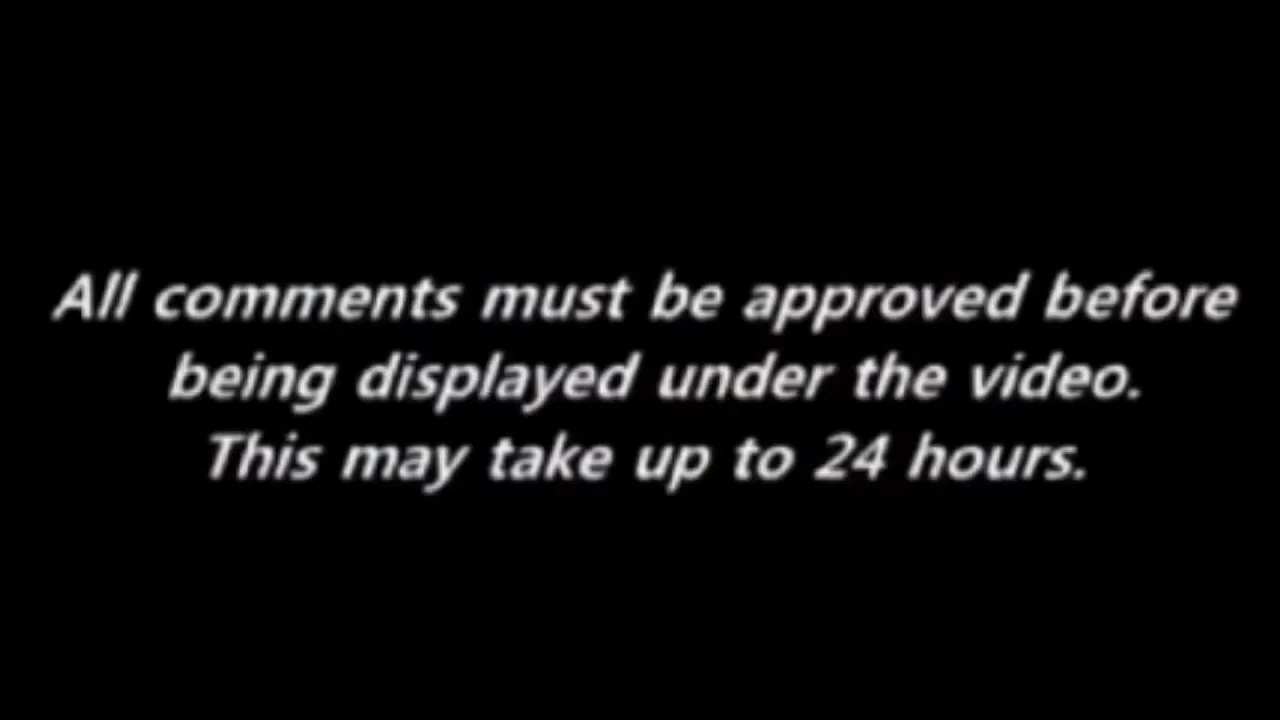 All comments must be approved before
being displayed under the video.
This may take up to 24 hours.